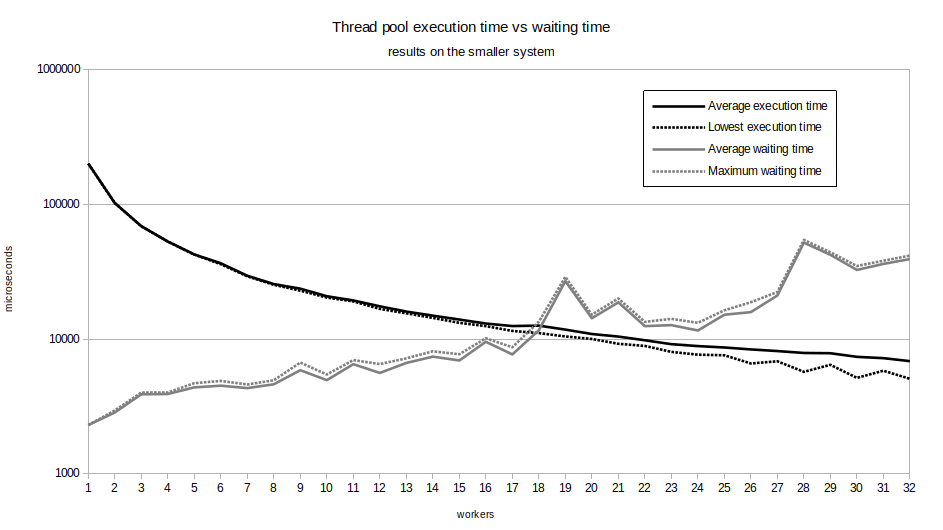 Thread pool execution time vs waiting time
results on the smaller system
1000000
100000
10000
1000
microseconds
Average execution time
Lowest execution time
Average waiting time
Maximum waiting time
1 2 3 4 5 6 7 8 9 10 11 12 13 14 15 16 17 18 19 20 21 22 23 24 25 26 27 28 29 30 31 32
workers